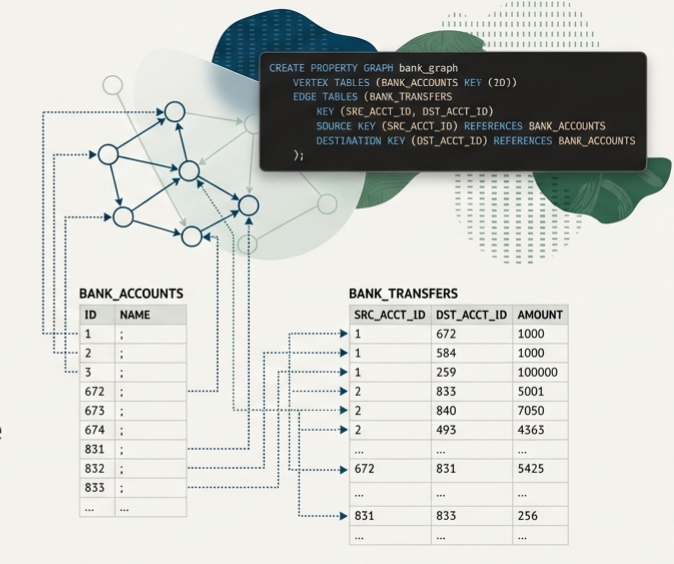 CREATE PROPERTY GRAPH bank_graph
VERTEX TABLES (BANK_ACCOUNTS KEY (ID))
EDGE TABLES (BANK_TRANSFERS
KEY (SRC_ACCT_ID, DST_ACCT_ID)
SOURCE KEY (SRC_ACCT_ID) REFERENCES BANK_ACCOUNTS
DESTIAATION KEY (DST_ACCT_ID) REFERENCES BANK_ACCOUNTS
);
BANK_ACCOUNTS
ID NAME
1 ;
2 ;
3 ;
672 ;
673 ;
674 ;
831 ;
832 ;
833 ;
... ...
BANK_TRANSFERS
SRC_ACCT_ID DST_ACCT_ID AMOUNT
1 672 1000
1 584 1000
1 259 100000
2 833 5001
2 840 7050
2 493 4363
... ... ...
672 831 5425
... ... ...
831 833 256
... ... ...
e